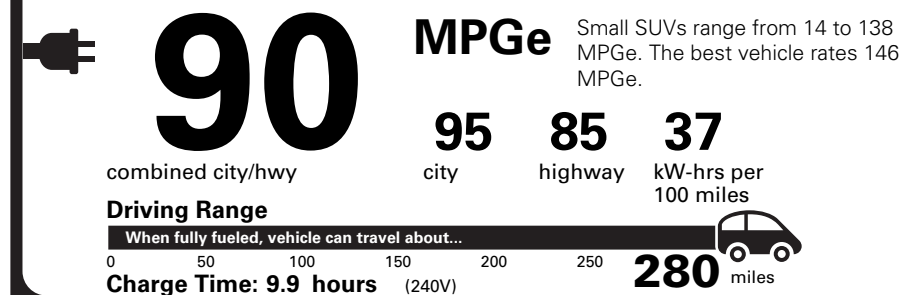 90
MPGe
Small SUVs range from 14 to 138
MPGe. The best vehicle rates 146
MPGe.
95 85 37
combined city/hwy city highway kW-hrs per
100 miles
Driving Range
When fully fueled, vehicle can travel about...
0 50 100 150 200 250 280 miles
Charge Time: 9.9 hours (240V)